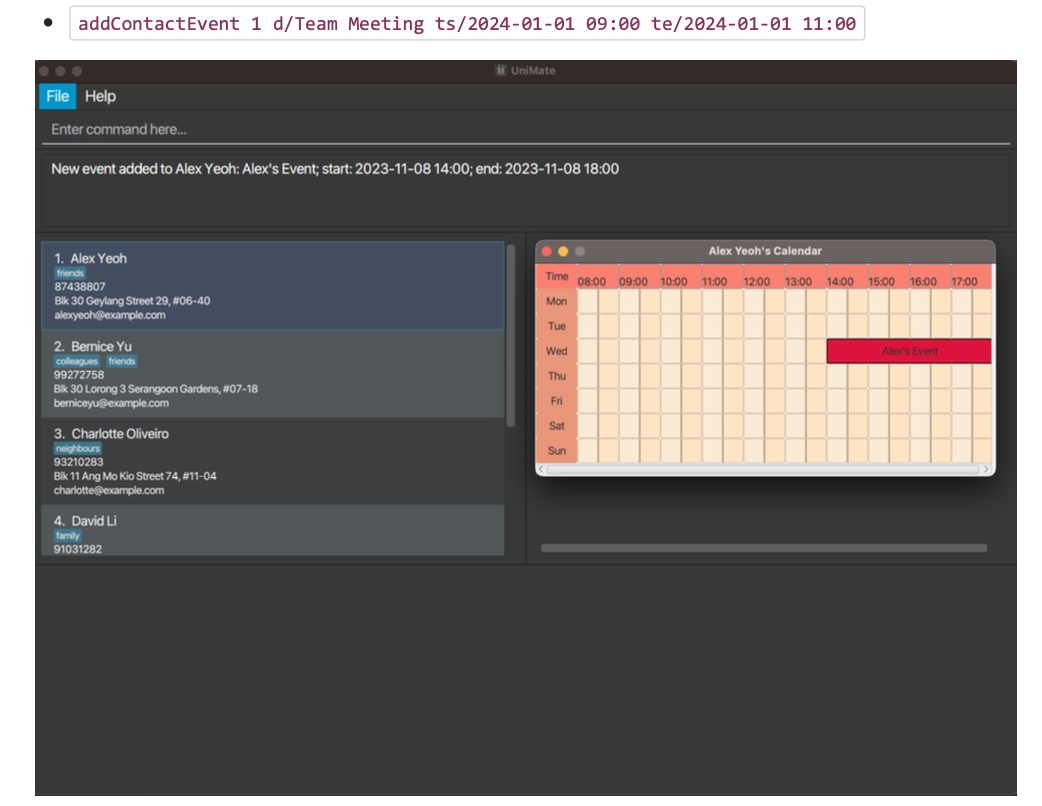 addContactEvent 1 d/Team Meeting ts/2024-01-01 09:00 te/2024-01-01 11:00
UniMate
File Help
Enter command here...
New event added to Alex Yeoh: Alex's Event; start: 2023-11-08 14:00; end: 2023-11-08 18:00
1. Alex Yeoh
friends
87438807
Blk 30 Geylang Street 29, #06-40
alexyeoh@example.com
2. Bernice Yu
colleagues friends
99272758
Blk 30 Lorong 3 Serangoon Gardens, #07-18
berniceyu@example.com
3. Charlotte Oliveiro
neighbours
93210283
Blk 11 Ang Mo Kio Street 74, #11-04
charlotte@example.com
4. David Li
family
91031282
Alex Yeoh's Calendar
Time 08:00 09:00 10:00 11:00 12:00 13:00 14:00 15:00 16:00 17:00
Mon
Tue
Wed Alex's Event
Thu
Fri
Sat
Sun